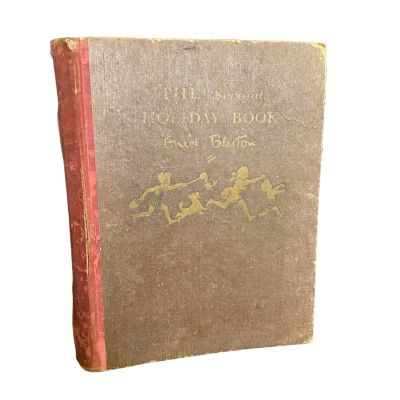 THE Second
HOLIDAY BOOK
Enid Blyton